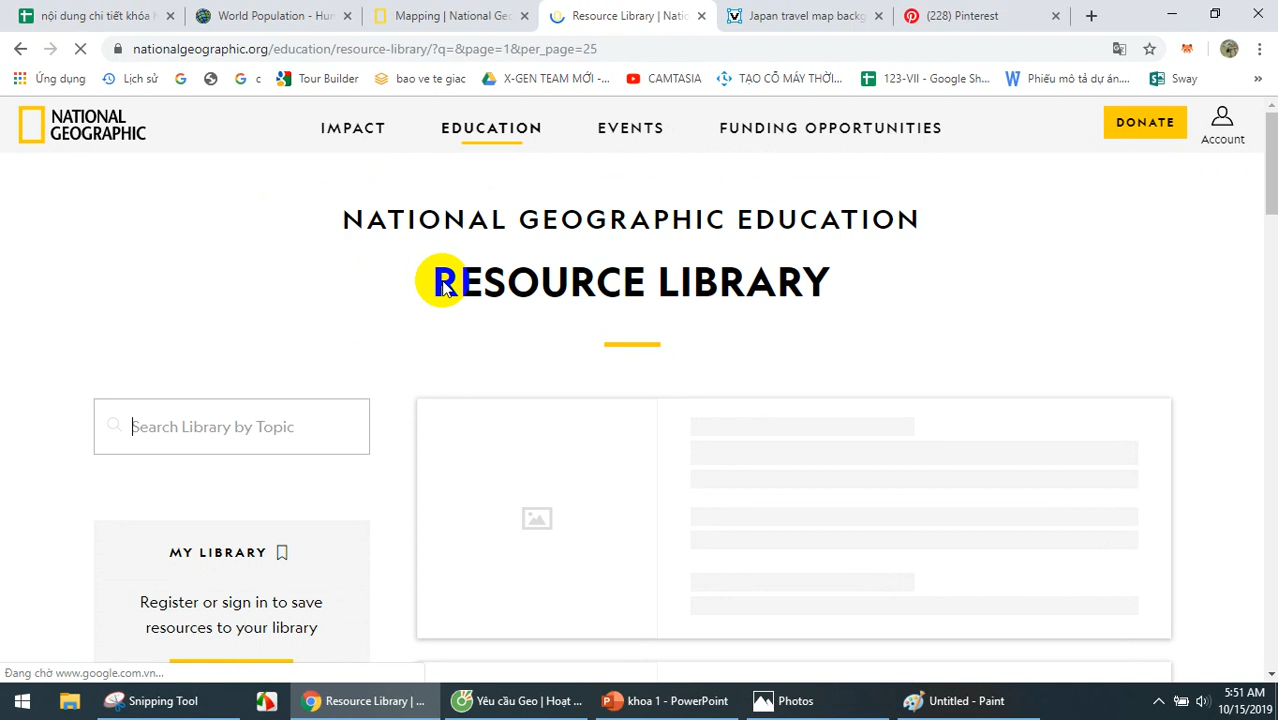 nội dung chi tiết khóa h
World Population - Hum
Mapping | National Geo
Resource Library | Natio
Japan travel map backg
(228) Pinterest
nationalgeographic.org/education/resource-library/?q=&page=1&per_page=25
Ứng dụng
Lịch sử
c
Tour Builder
bao ve te giac
X-GEN TEAM MỚI -...
CAMTASIA
TẠO CỖ MÁY THỜI...
123-VII - Google Sh...
Phiếu mô tả dự án....
Sway
»
NATIONAL
GEOGRAPHIC
IMPACT
EDUCATION
EVENTS
FUNDING OPPORTUNITIES
DONATE
Account
NATIONAL GEOGRAPHIC EDUCATION
RESOURCE LIBRARY
Search Library by Topic
MY LIBRARY
Register or sign in to save
resources to your library
Đang chờ www.google.com.vn...
Snipping Tool
Resource Library | ...
Yêu cầu Geo | Hoạt ...
khoa 1 - PowerPoint
Photos
Untitled - Paint
5:51 AM
10/15/2019